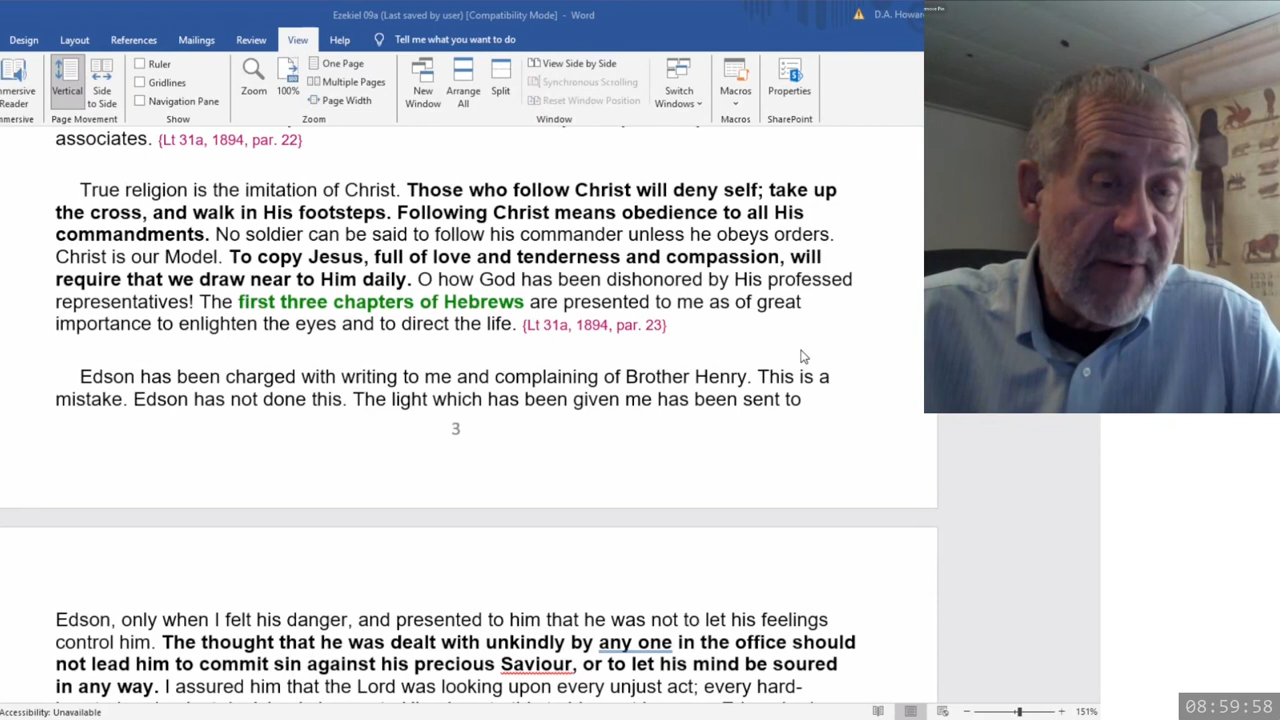 Ezekiel 09a (Last saved by user) [Compatibility Mode] - Word
D.A. Howar
Design Layout References Mailings Review View Help Tell me what you want to do
Immersive Reader
Vertical
Side to Side
Page Movement
Ruler
Gridlines
Navigation Pane
Show
Zoom
100%
One Page
Multiple Pages
Page Width
Zoom
New Window
Arrange All
Split
View Side by Side
Synchronous Scrolling
Reset Window Position
Window
Switch Windows
Macros
Macros
Properties
SharePoint
associates. {Lt 31a, 1894, par. 22}
True religion is the imitation of Christ. Those who follow Christ will deny self; take up
the cross, and walk in His footsteps. Following Christ means obedience to all His
commandments. No soldier can be said to follow his commander unless he obeys orders.
Christ is our Model. To copy Jesus, full of love and tenderness and compassion, will
require that we draw near to Him daily. O how God has been dishonored by His professed
representatives! The first three chapters of Hebrews are presented to me as of great
importance to enlighten the eyes and to direct the life. {Lt 31a, 1894, par. 23}
Edson has been charged with writing to me and complaining of Brother Henry. This is a
mistake. Edson has not done this. The light which has been given me has been sent to
3
Edson, only when I felt his danger, and presented to him that he was not to let his feelings
control him. The thought that he was dealt with unkindly by any one in the office should
not lead him to commit sin against his precious Saviour, or to let his mind be soured
in any way. I assured him that the Lord was looking upon every unjust act; every hard-
Accessibility: Unavailable
151%
08:59:58